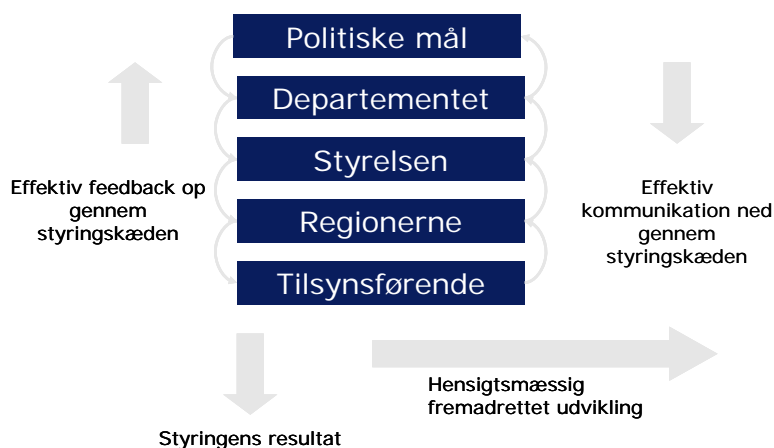 Politiske mål
Departementet
Styrelsen
Regionerne
Tilsynsførende
Effektiv feedback op
gennem
styringskæden
Effektiv
kommunikation ned
gennem
styringskæden
Hensigtsmæssig
fremadrettet udvikling
Styringens resultat